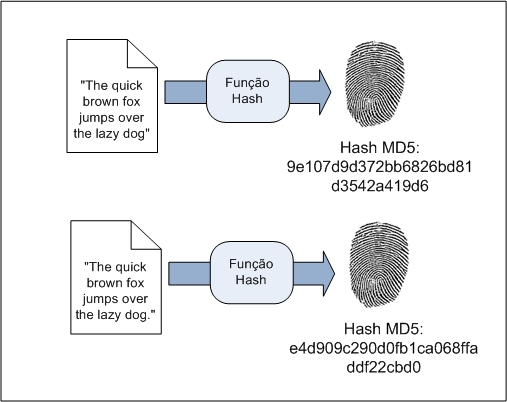 "The quick
brown fox
jumps over
the lazy dog"
Função
Hash
Hash MD5:
9e107d9d372bb6826bd81
d3542a419d6
"The quick
brown fox
jumps over
the lazy dog."
Função
Hash
Hash MD5:
e4d909c290d0fb1ca068ffa
ddf22cbd0